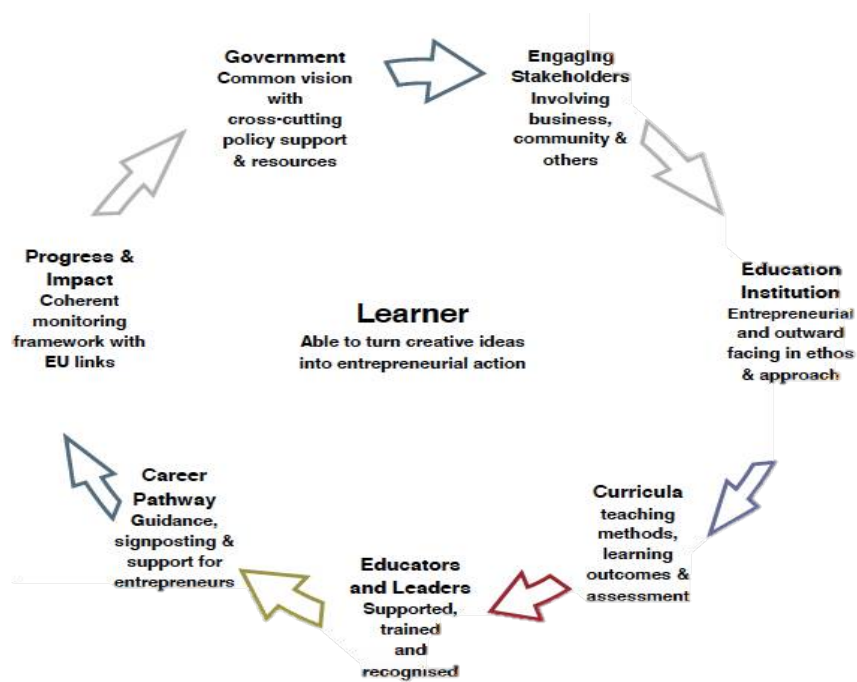 Government
Common vision
with
cross-cutting
policy support
& resources
Engaging
Stakeholders
Involving
business,
community &
others
Education
Institution
Entrepreneurial
and outward
facing in ethos
& approach
Curricula
teaching
methods,
learning
outcomes &
assessment
Educators
and Leaders
Supported,
trained
and
recognised
Career
Pathway
Guidance,
signposting &
support for
entrepreneurs
Progress &
Impact
Coherent
monitoring
framework with
EU links
Learner
Able to turn creative ideas
into entrepreneurial action